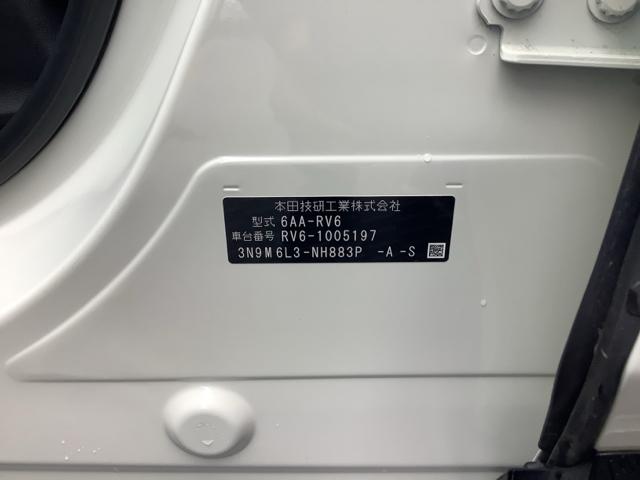 本田技研工業株式会社
型式 6AA-RV6
車台番号 RV6-1005197
3N9M6L3-NH883P -A-S